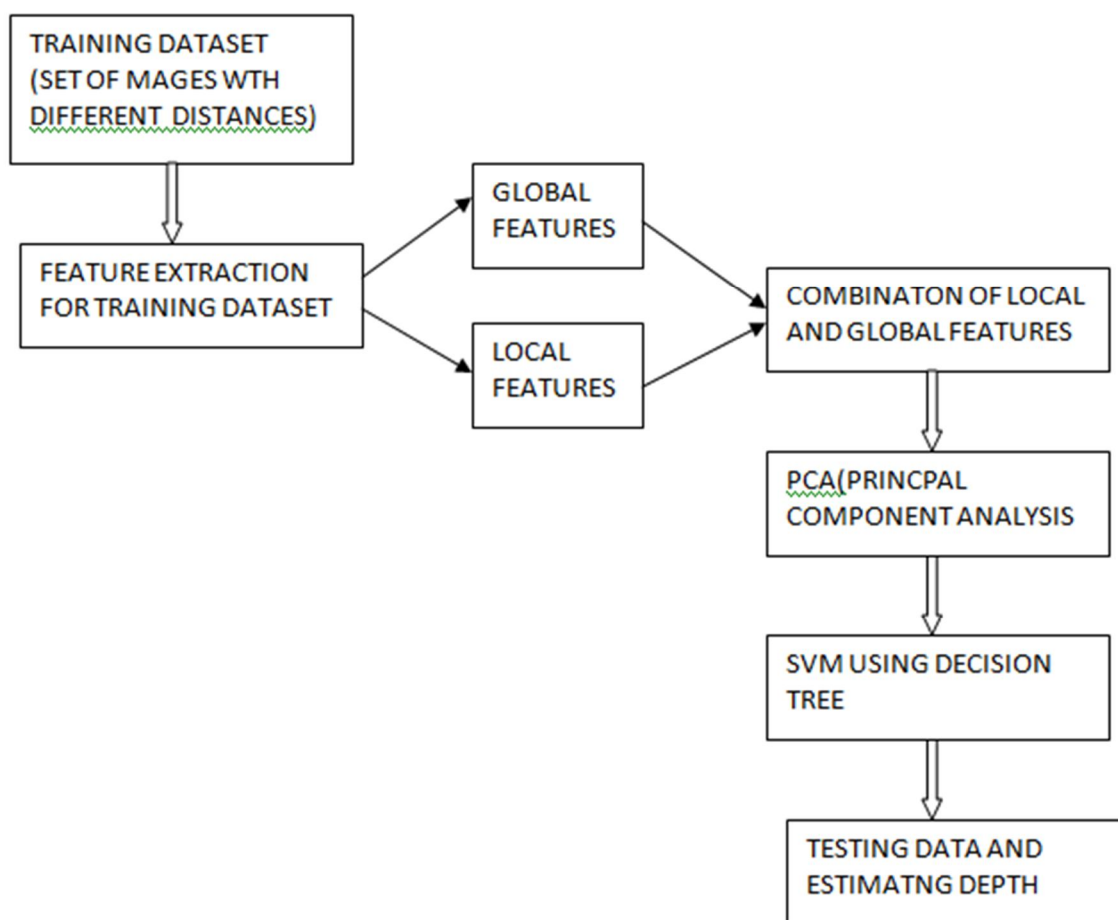 TRAINING DATASET
(SET OF MAGES WTH
DIFFERENT DISTANCES)
FEATURE EXTRACTION
FOR TRAINING DATASET
GLOBAL
FEATURES
LOCAL
FEATURES
COMBINATON OF LOCAL
AND GLOBAL FEATURES
PCA(PRINCPAL
COMPONENT ANALYSIS
SVM USING DECISION
TREE
TESTING DATA AND
ESTIMATNG DEPTH